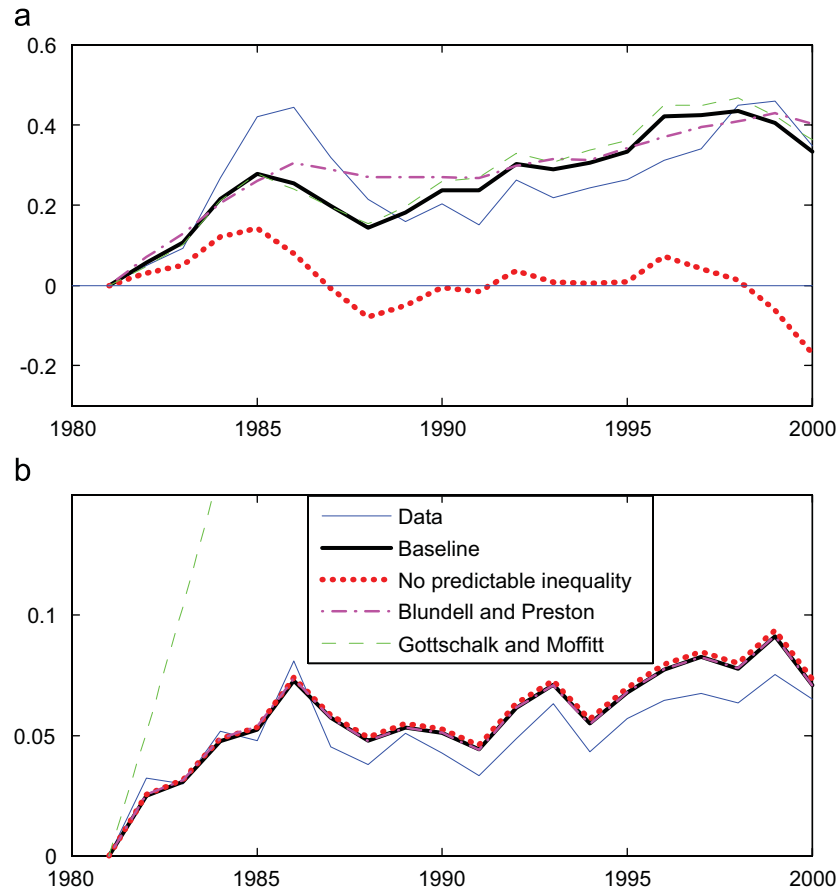 a
0.6
0.4
0.2
0
-0.2
1980 1985 1990 1995 2000
b
Data
Baseline
No predictable inequality
Blundell and Preston
Gottschalk and Moffitt
0.1
0.05
0
1980 1985 1990 1995 2000